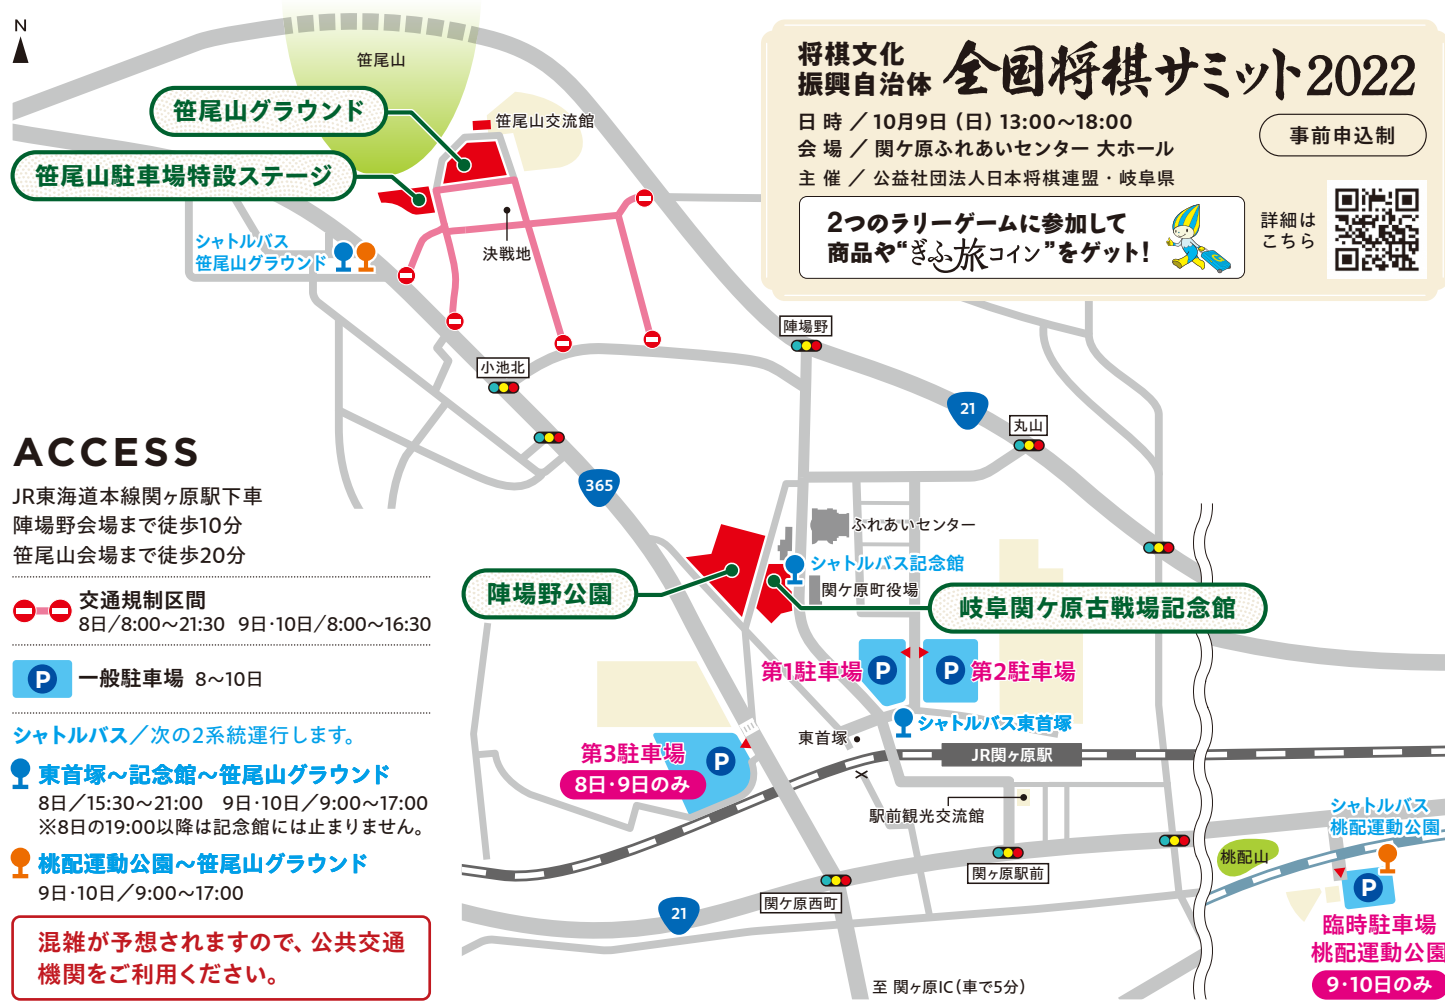 N
笹尾山
笹尾山グラウンド
笹尾山交流館
笹尾山駐車場特設ステージ
シャトルバス
笹尾山グラウンド
決戦地
将棋文化
振興自治体
全国将棋サミット2022
日 時 ／ 10月9日（日）13:00〜18:00
会 場 ／ 関ケ原ふれあいセンター 大ホール
主 催 ／ 公益社団法人日本将棋連盟・岐阜県
事前申込制
2つのラリーゲームに参加して
商品や“ぎふ旅コイン”をゲット！
詳細は
こちら
陣場野
小池北
21
丸山
365
ACCESS
JR東海道本線関ヶ原駅下車
陣場野会場まで徒歩10分
笹尾山会場まで徒歩20分
交通規制区間
8日/8:00〜21:30 9日・10日/8:00〜16:30
P 一般駐車場 8〜10日
シャトルバス／次の2系統運行します。
東首塚〜記念館〜笹尾山グラウンド
8日／15:30〜21:00 9日・10日／9:00〜17:00
※8日の19:00以降は記念館には止まりません。
桃配運動公園〜笹尾山グラウンド
9日・10日／9:00〜17:00
混雑が予想されますので、公共交通
機関をご利用ください。
ふれあいセンター
シャトルバス記念館
関ケ原町役場
陣場野公園
岐阜関ケ原古戦場記念館
第1駐車場 P
P 第2駐車場
シャトルバス東首塚
東首塚
JR関ヶ原駅
第3駐車場 P
8日・9日のみ
駅前観光交流館
関ヶ原駅前
関ケ原西町
21
至 関ヶ原IC（車で5分）
シャトルバス
桃配運動公園
桃配山
P
臨時駐車場
桃配運動公園
9・10日のみ